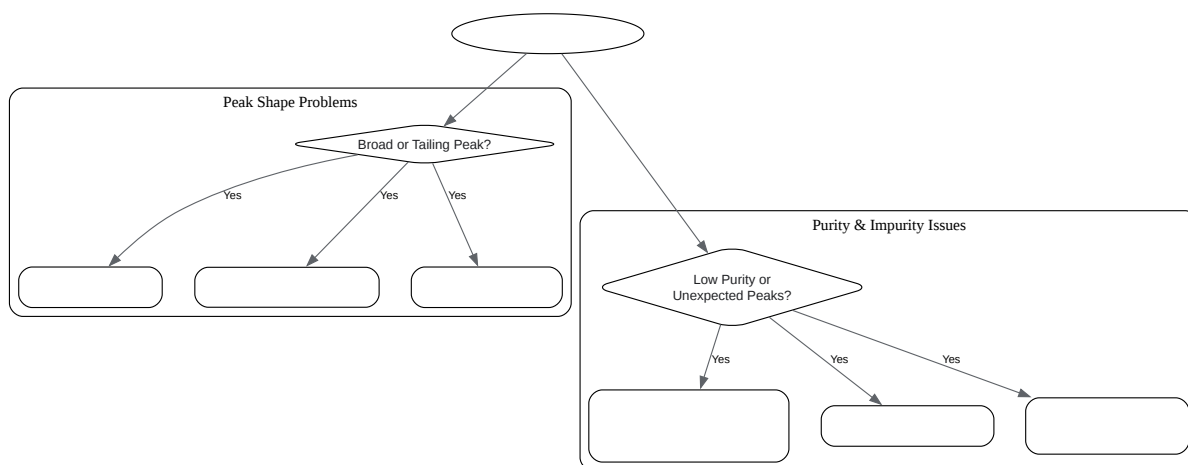 Peak Shape Problems
Broad or Tailing Peak?
Yes
Yes
Yes
Purity & Impurity Issues
Low Purity or
Unexpected Peaks?
Yes
Yes
Yes